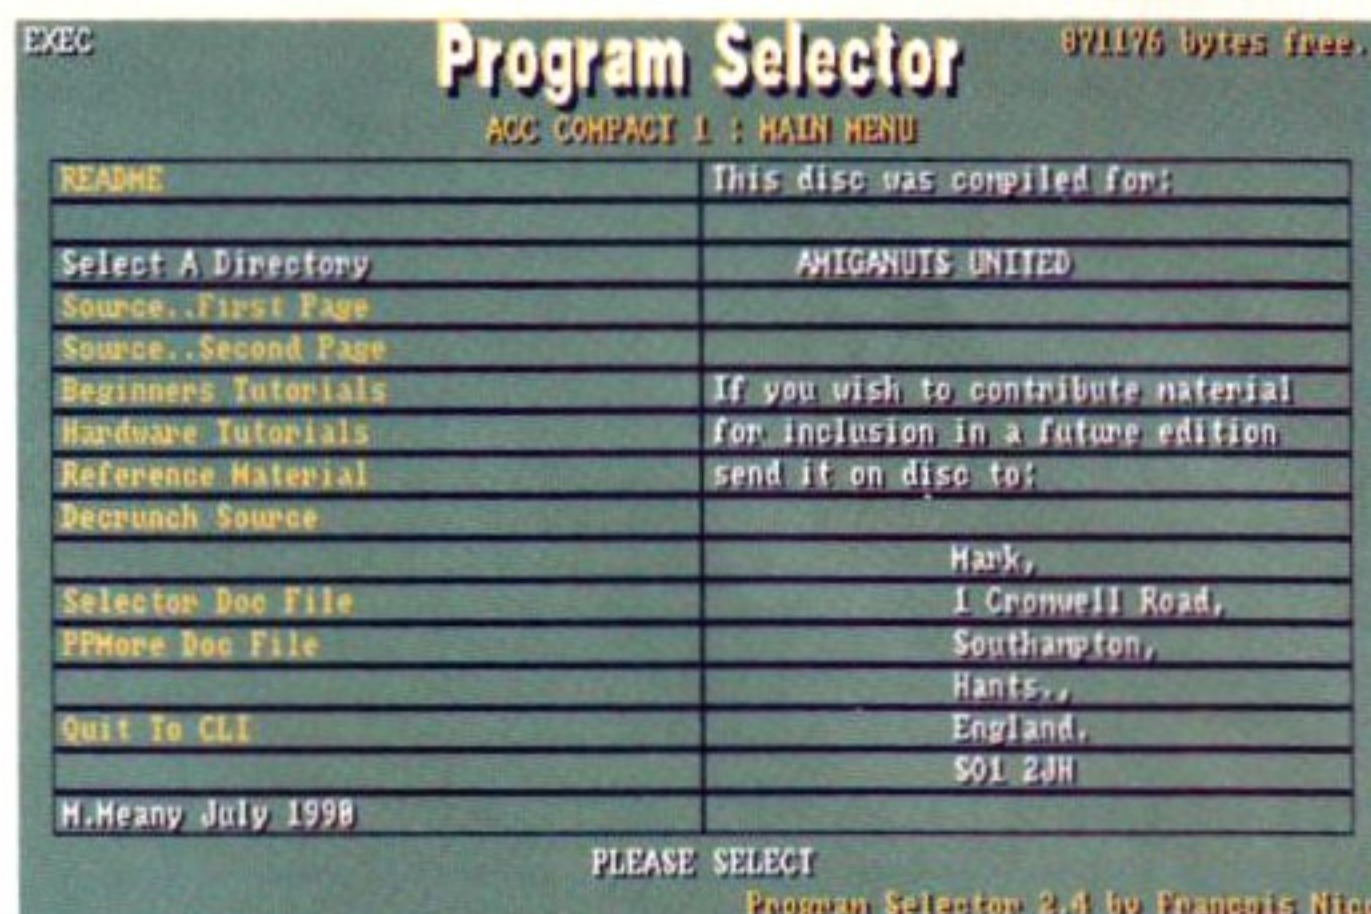 EXEC
Program Selector
871176 bytes free.
ACC COMPACT 1 : MAIN MENU
README
This disc was compiled for:
Select A Directory
AMIGANUTS UNITED
Source..First Page
Source..Second Page
Beginners Tutorials
If you wish to contribute material
Hardware Tutorials
for inclusion in a future edition
Reference Material
send it on disc to:
Decrunch Source
Mark,
Selector Doc File
1 Cromwell Road,
PPMore Doc File
Southampton,
Hants.,
Quit To CLI
England.
SO1 2JH
M.Meany July 1990
PLEASE SELECT
Program Selector 2.4 by Francois